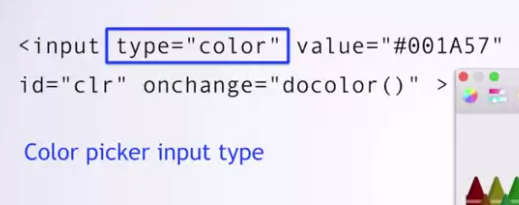 <input type="color" value="#001A57"
id="clr" onchange="docolor()" >
Color picker input type